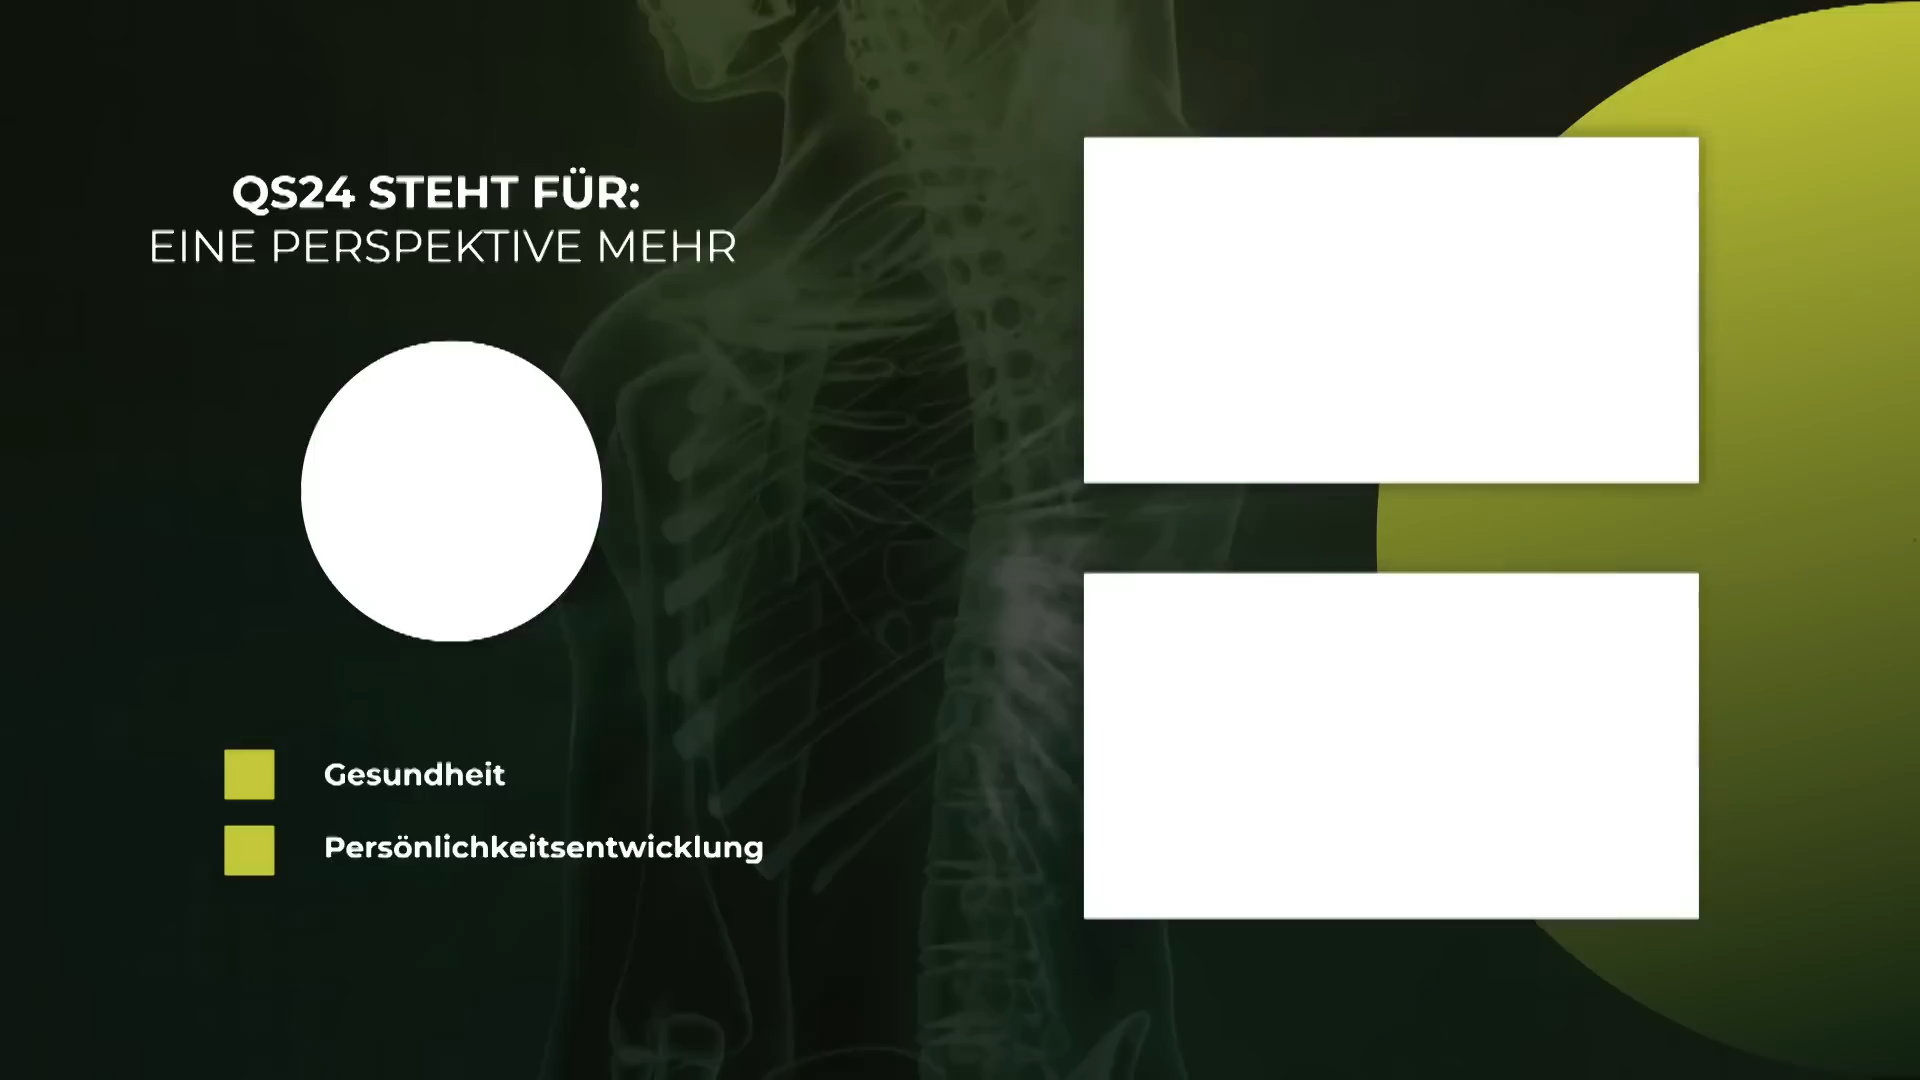 QS24 STEHT FÜR:
EINE PERSPEKTIVE MEHR
Gesundheit
Persönlichkeitsentwicklung